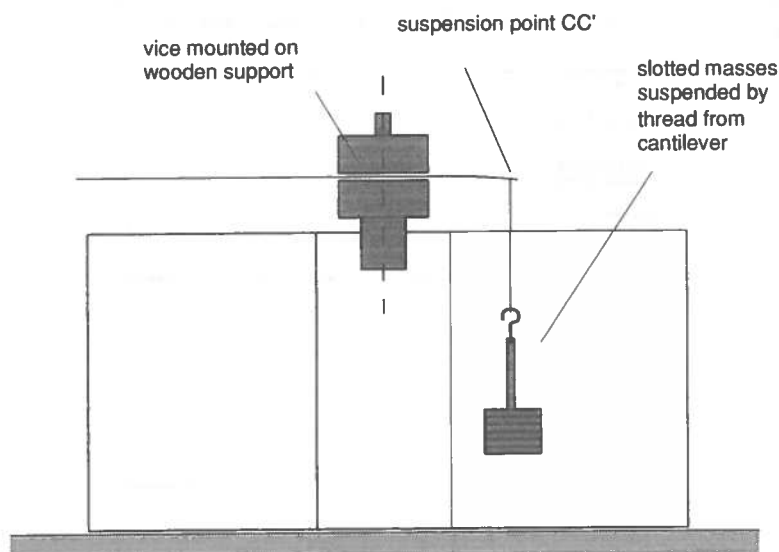 suspension point CC'
vice mounted on
wooden support
slotted masses
suspended by
thread from
cantilever